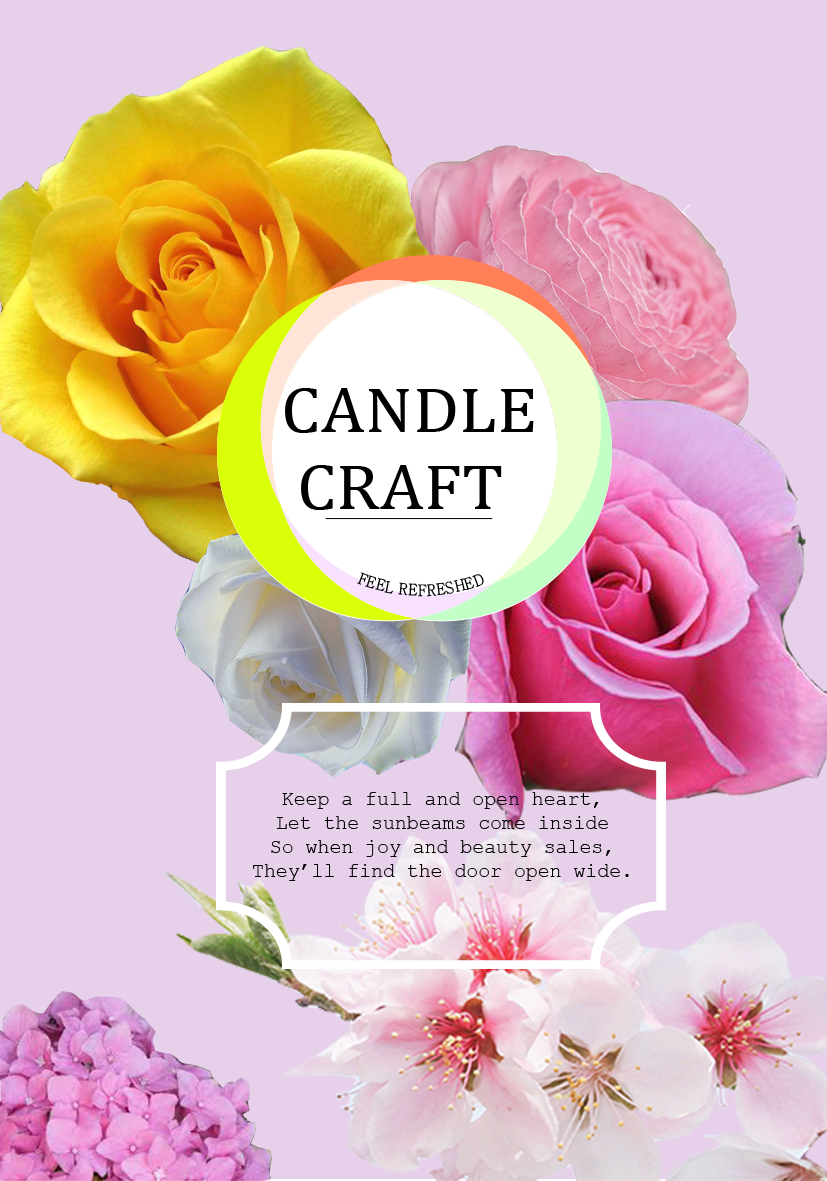 CANDLE
CRAFT
FEEL REFRESHED
Keep a full and open heart,
Let the sunbeams come inside
So when joy and beauty sales,
They’ll find the door open wide.